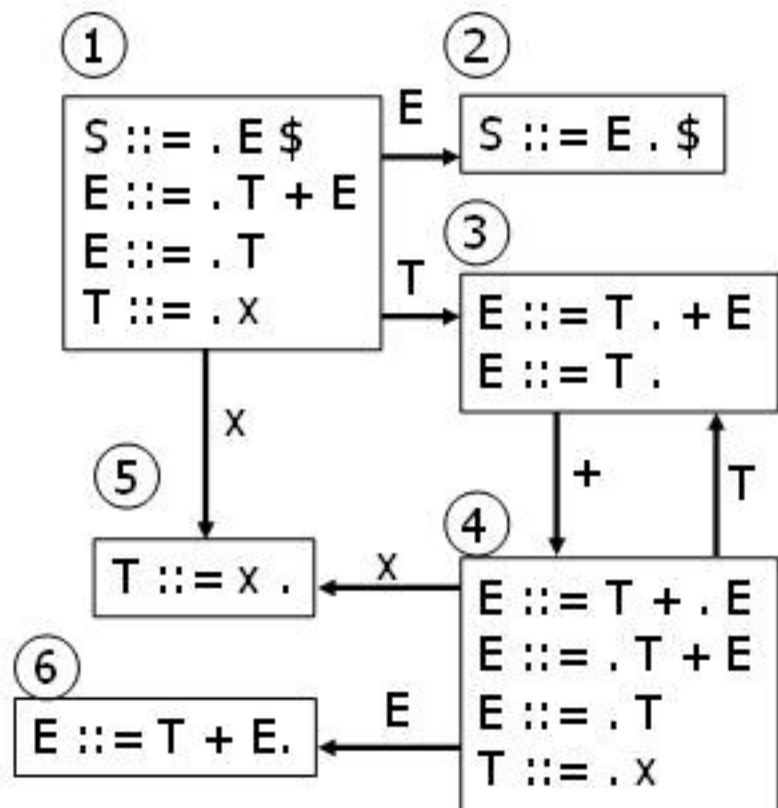 1
S ::= . E $
E ::= . T + E
E ::= . T
T ::= . x
E
2
S ::= E . $
T
3
E ::= T . + E
E ::= T .
x
+
T
5
T ::= x .
x
4
E ::= T + . E
E ::= . T + E
E ::= . T
T ::= . x
6
E ::= T + E.
E